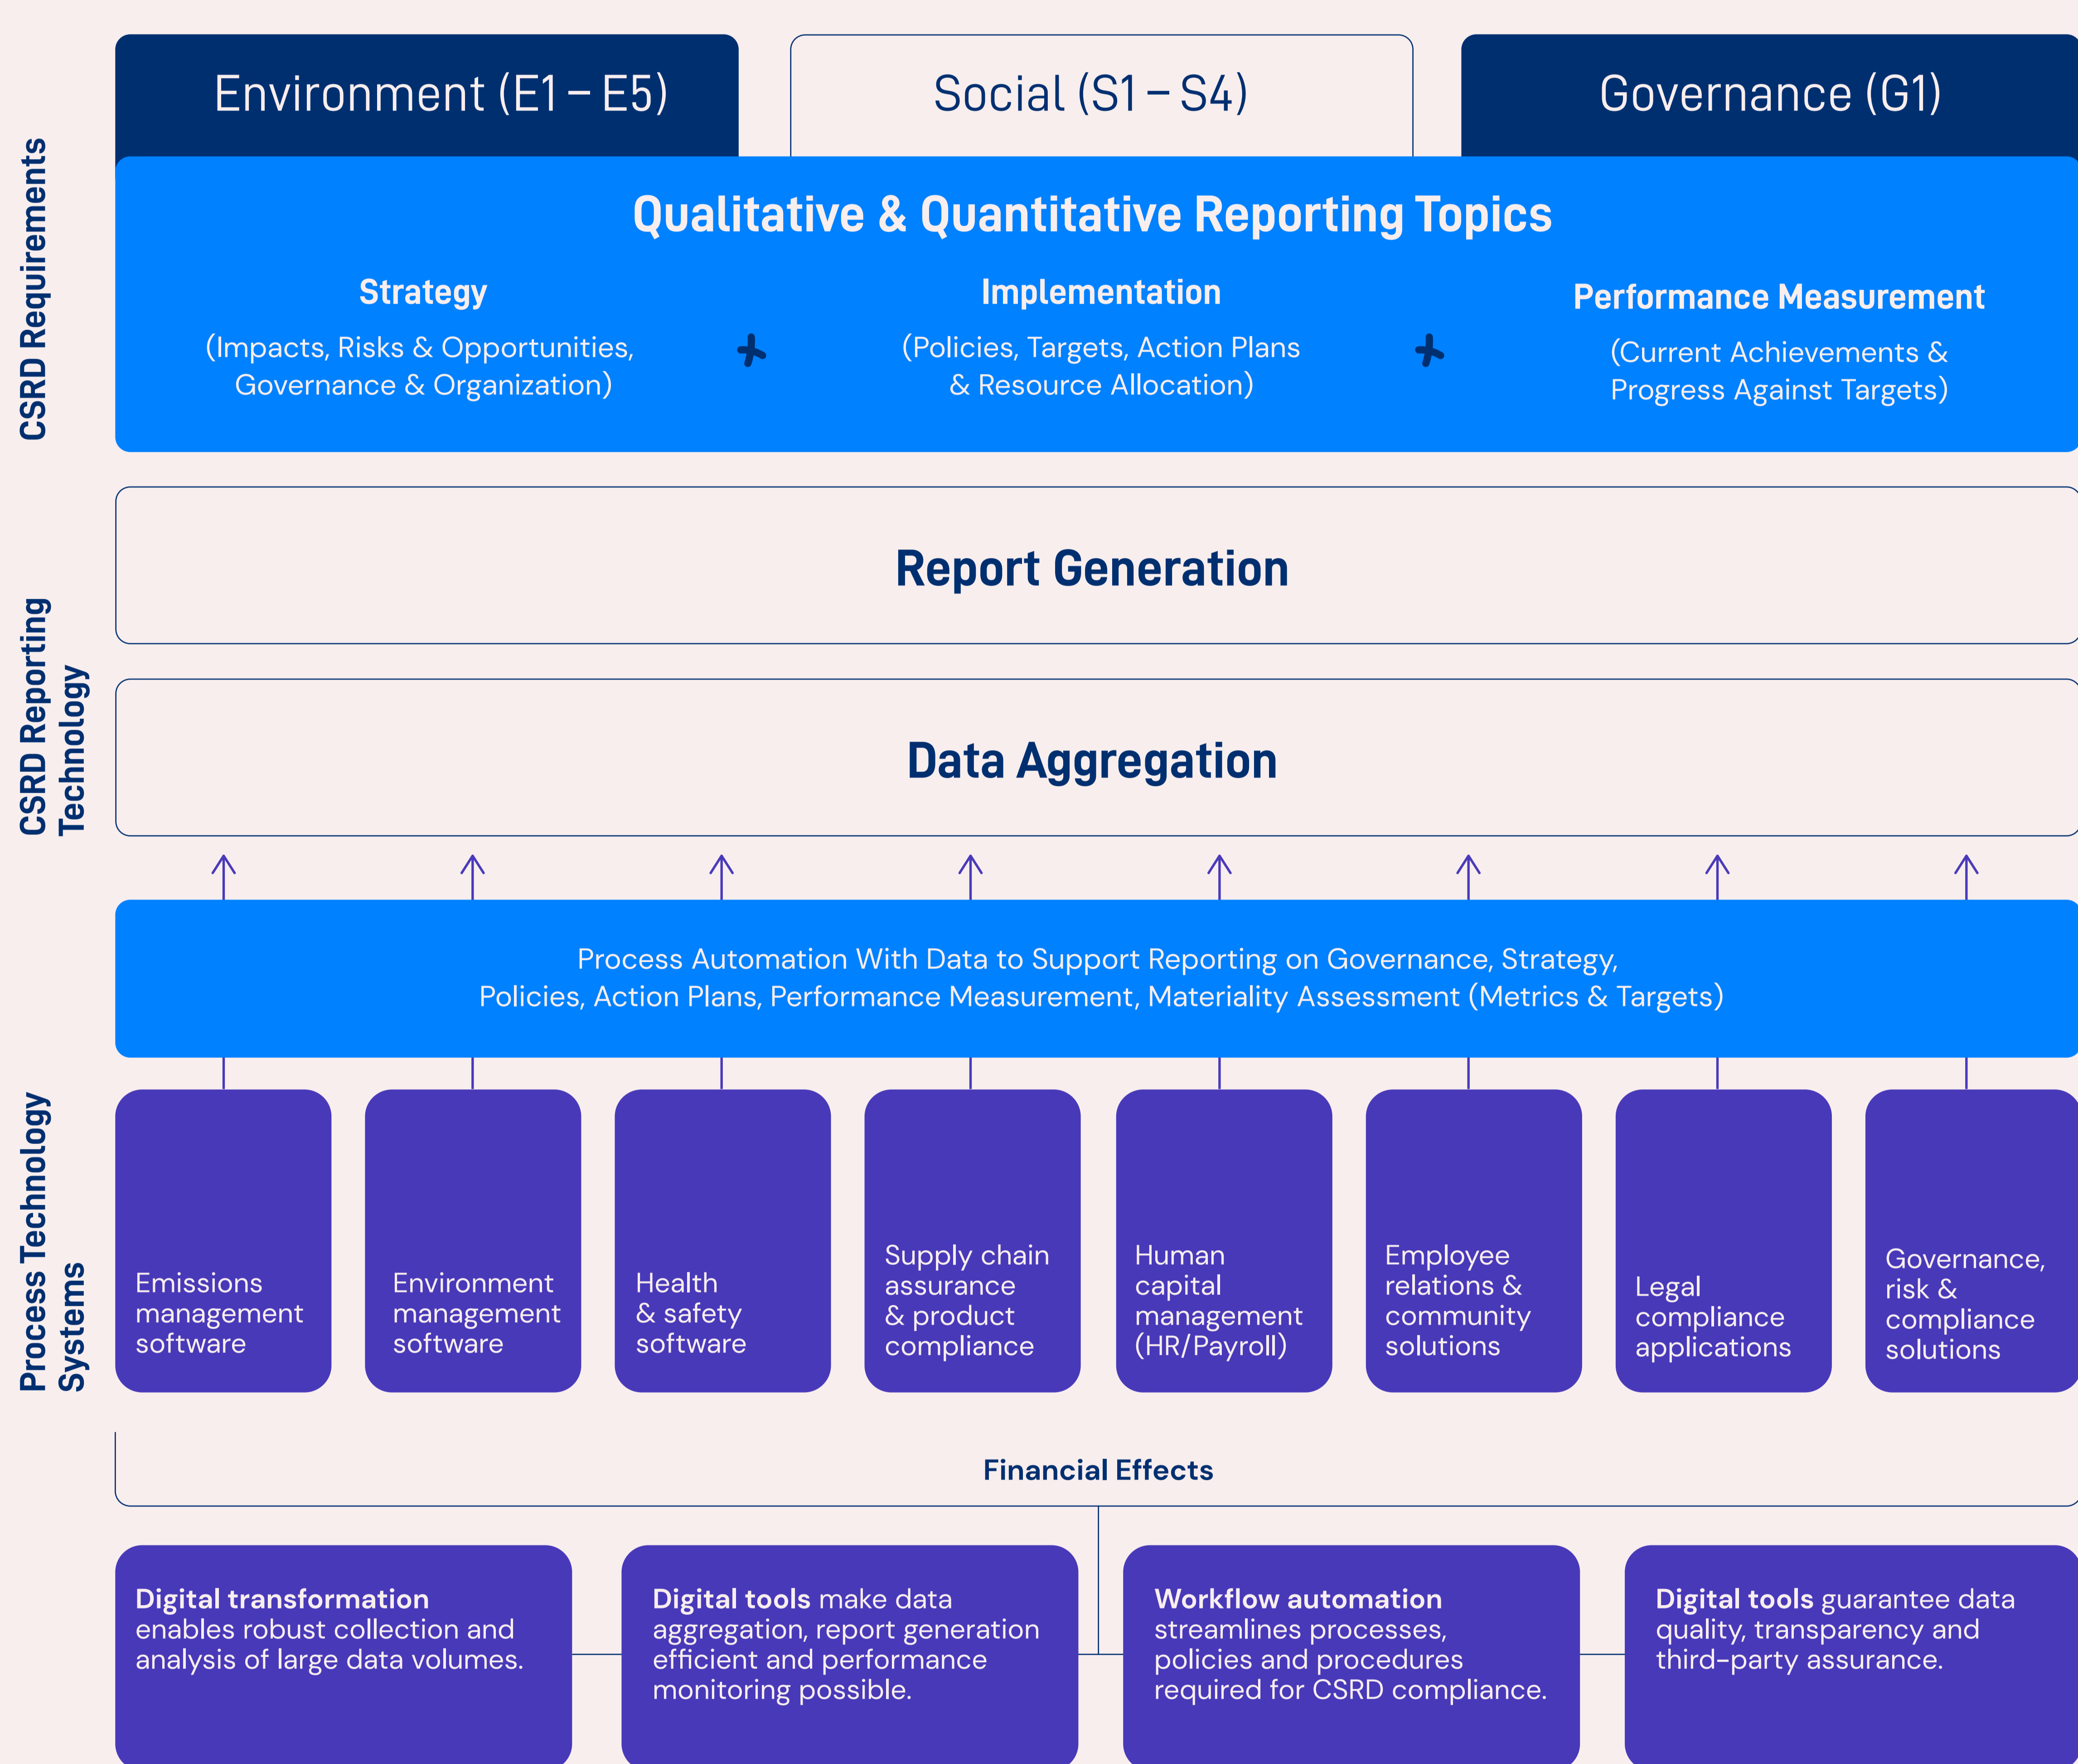 Environment (E1 – E5)
Social (S1 – S4)
Governance (G1)
CSRD Requirements
Qualitative & Quantitative Reporting Topics
Strategy
(Impacts, Risks & Opportunities,
Governance & Organization)
+
Implementation
(Policies, Targets, Action Plans
& Resource Allocation)
+
Performance Measurement
(Current Achievements &
Progress Against Targets)
CSRD Reporting
Technology
Report Generation
Data Aggregation
Process Automation With Data to Support Reporting on Governance, Strategy,
Policies, Action Plans, Performance Measurement, Materiality Assessment (Metrics & Targets)
Process Technology
Systems
Emissions
management
software
Environment
management
software
Health
& safety
software
Supply chain
assurance
& product
compliance
Human
capital
management
(HR/Payroll)
Employee
relations &
community
solutions
Legal
compliance
applications
Governance,
risk &
compliance
solutions
Financial Effects
Digital transformation
enables robust collection and
analysis of large data volumes.
Digital tools make data
aggregation, report generation
efficient and performance
monitoring possible.
Workflow automation
streamlines processes,
policies and procedures
required for CSRD compliance.
Digital tools guarantee data
quality, transparency and
third-party assurance.